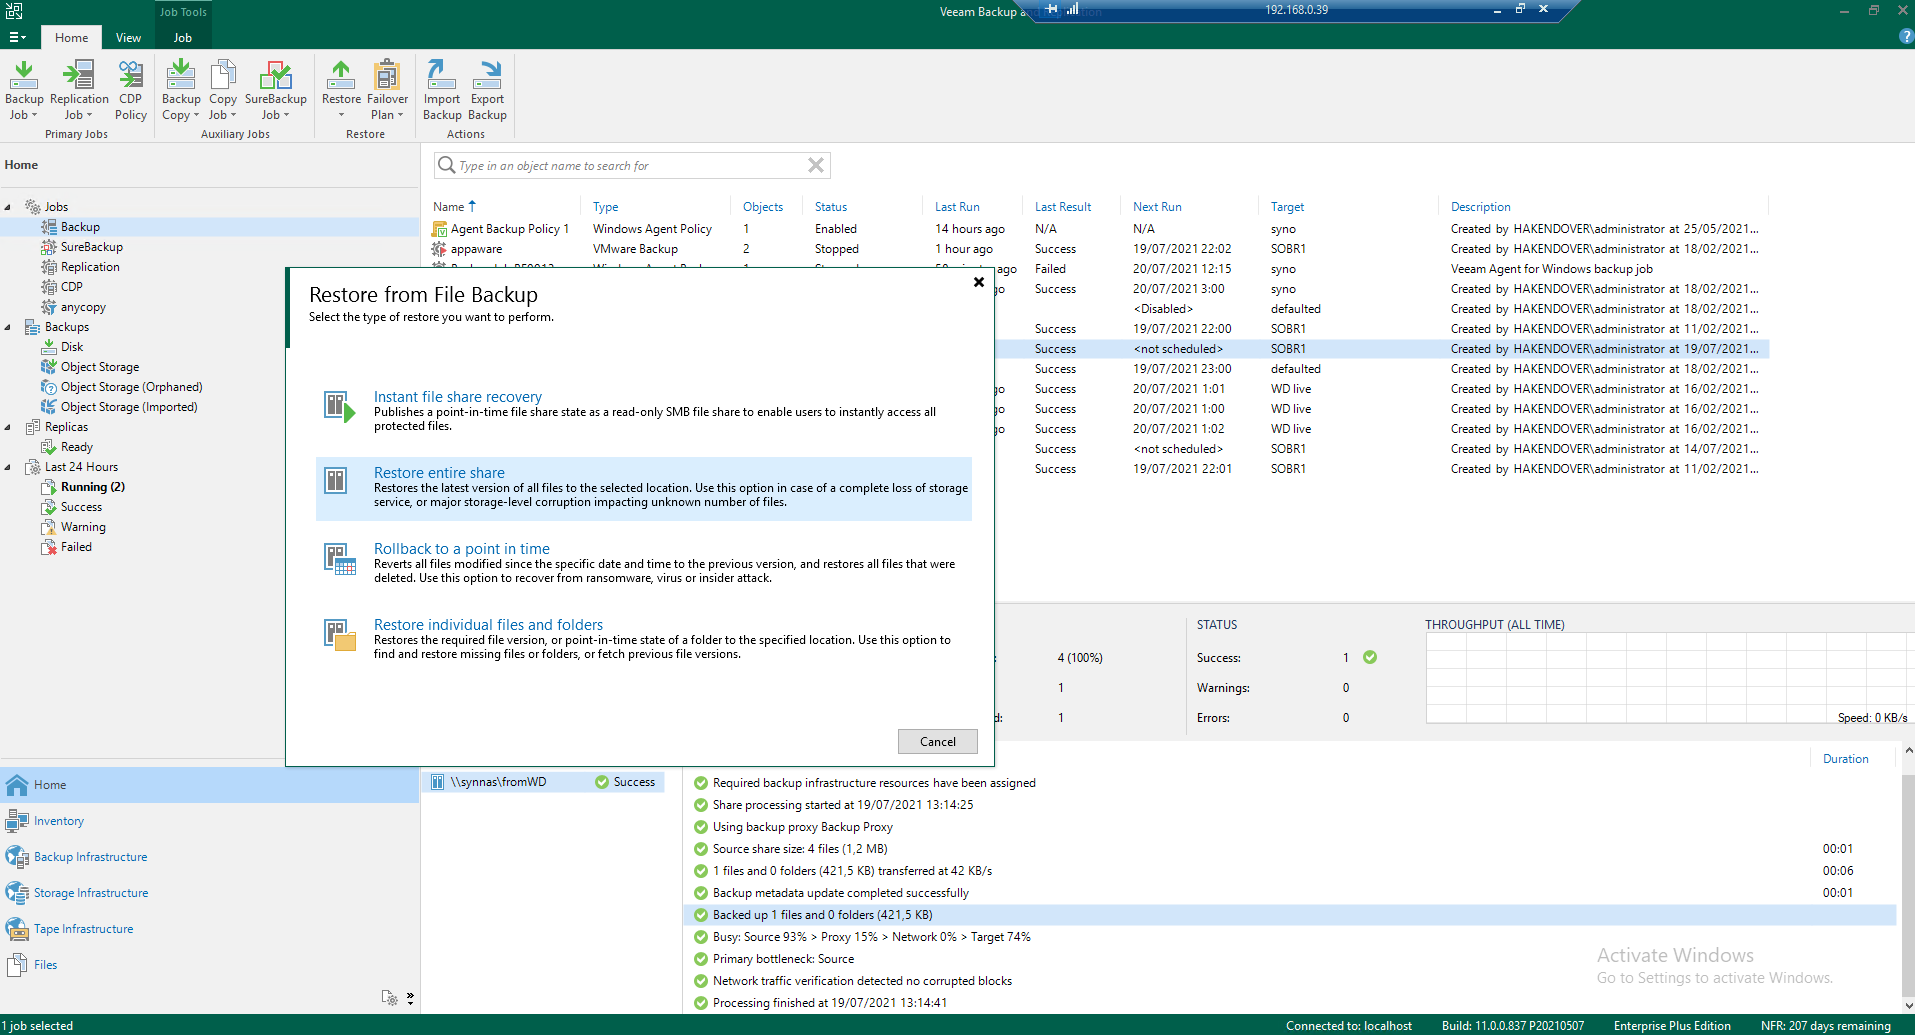 Job Tools
Veeam Backup and
192.168.0.39
Home
View
Job
Backup Job
Replication Job
CDP Policy
Backup Copy
Copy Job
SureBackup Job
Restore
Failover Plan
Import Backup
Export Backup
Primary Jobs
Auxiliary Jobs
Restore
Actions
Home
Type in an object name to search for
Jobs
Backup
SureBackup
Replication
CDP
anycopy
Backups
Disk
Object Storage
Object Storage (Orphaned)
Object Storage (Imported)
Replicas
Ready
Last 24 Hours
Running (2)
Success
Warning
Failed
Name Type Objects Status Last Run Last Result Next Run Target Description
Agent Backup Policy 1 Windows Agent Policy 1 Enabled 14 hours ago N/A N/A syno Created by HAKENDOVER\administrator at 25/05/2021...
appaware VMware Backup 2 Stopped 1 hour ago Success 19/07/2021 22:02 SOBR1 Created by HAKENDOVER\administrator at 18/02/2021...
ago Failed 20/07/2021 12:15 syno Veeam Agent for Windows backup job
go Success 20/07/2021 3:00 syno Created by HAKENDOVER\administrator at 18/02/2021...
<Disabled> defaulted Created by HAKENDOVER\administrator at 18/02/2021...
Success 19/07/2021 22:00 SOBR1 Created by HAKENDOVER\administrator at 11/02/2021...
Success <not scheduled> SOBR1 Created by HAKENDOVER\administrator at 19/07/2021...
Success 19/07/2021 23:00 defaulted Created by HAKENDOVER\administrator at 18/02/2021...
go Success 20/07/2021 1:01 WD live Created by HAKENDOVER\administrator at 16/02/2021...
go Success 20/07/2021 1:00 WD live Created by HAKENDOVER\administrator at 16/02/2021...
go Success 20/07/2021 1:02 WD live Created by HAKENDOVER\administrator at 16/02/2021...
Success <not scheduled> SOBR1 Created by HAKENDOVER\administrator at 14/07/2021...
Success 19/07/2021 22:01 SOBR1 Created by HAKENDOVER\administrator at 11/02/2021...
Restore from File Backup
Select the type of restore you want to perform.
Instant file share recovery
Publishes a point-in-time file share state as a read-only SMB file share to enable users to instantly access all
protected files.
Restore entire share
Restores the latest version of all files to the selected location. Use this option in case of a complete loss of storage
service, or major storage-level corruption impacting unknown number of files.
Rollback to a point in time
Reverts all files modified since the specific date and time to the previous version, and restores all files that were
deleted. Use this option to recover from ransomware, virus or insider attack.
Restore individual files and folders
Restores the required file version, or point-in-time state of a folder to the specified location. Use this option to
find and restore missing files or folders, or fetch previous file versions.
Cancel
: 4 (100%)
1
d: 1
STATUS
Success: 1
Warnings: 0
Errors: 0
THROUGHPUT (ALL TIME)
Speed: 0 KB/s
Duration
\\synnas\fromWD Success
Required backup infrastructure resources have been assigned
Share processing started at 19/07/2021 13:14:25
Using backup proxy Backup Proxy
Source share size: 4 files (1,2 MB) 00:01
1 files and 0 folders (421,5 KB) transferred at 42 KB/s 00:06
Backup metadata update completed successfully 00:01
Backed up 1 files and 0 folders (421,5 KB)
Busy: Source 93% > Proxy 15% > Network 0% > Target 74%
Primary bottleneck: Source
Network traffic verification detected no corrupted blocks
Processing finished at 19/07/2021 13:14:41
Home
Inventory
Backup Infrastructure
Storage Infrastructure
Tape Infrastructure
Files
Activate Windows
Go to Settings to activate Windows.
1 job selected
Connected to: localhost
Build: 11.0.0.837 P20210507
Enterprise Plus Edition
NFR: 207 days remaining